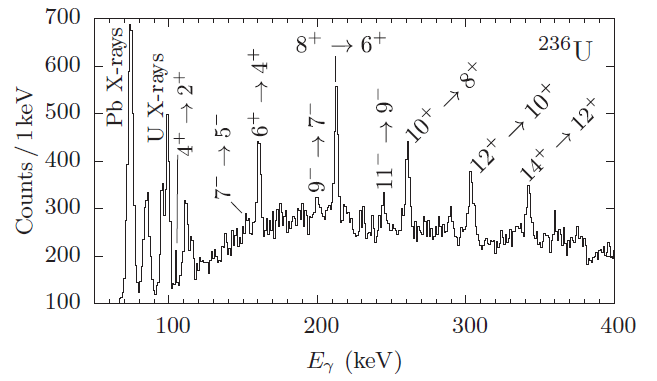 700
600
500
400
300
200
100
Counts / 1 keV
Pb X-rays
U X-rays
4⁺ → 2⁺
7⁻ → 5⁻
6⁺ → 4⁺
9⁻ → 7⁻
8⁺ → 6⁺
11⁻ → 9⁻
10⁺ → 8⁺
12⁺ → 10⁺
14⁺ → 12⁺
²³⁶U
100
200
300
400
E_γ (keV)